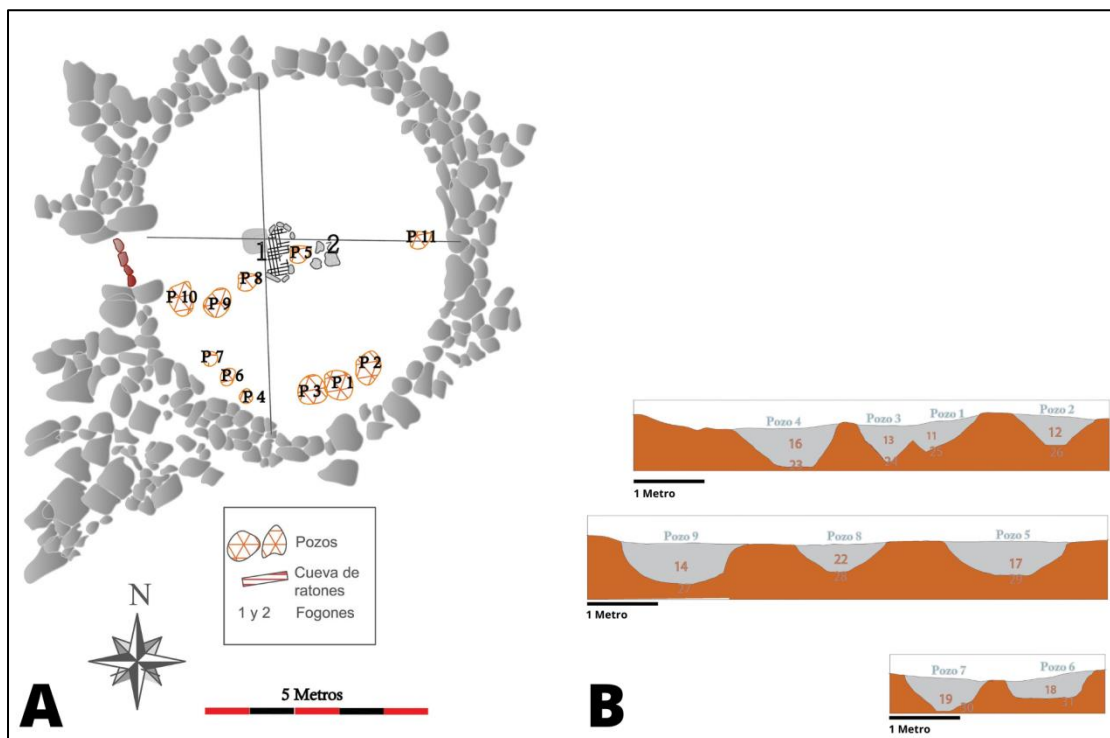 1
2
P 5
P 11
P 8
P 10
P 9
P 7
P 6
P 4
P 3
P 1
P 2
Pozos
Cueva de
ratones
1 y 2 Fogones
N
5 Metros
A
Pozo 4 Pozo 3 Pozo 1 Pozo 2
16 13 11 12
23 24 25 26
1 Metro
Pozo 9 Pozo 8 Pozo 5
14 22 17
27 28 29
1 Metro
Pozo 7 Pozo 6
19 18
30 31
1 Metro
B